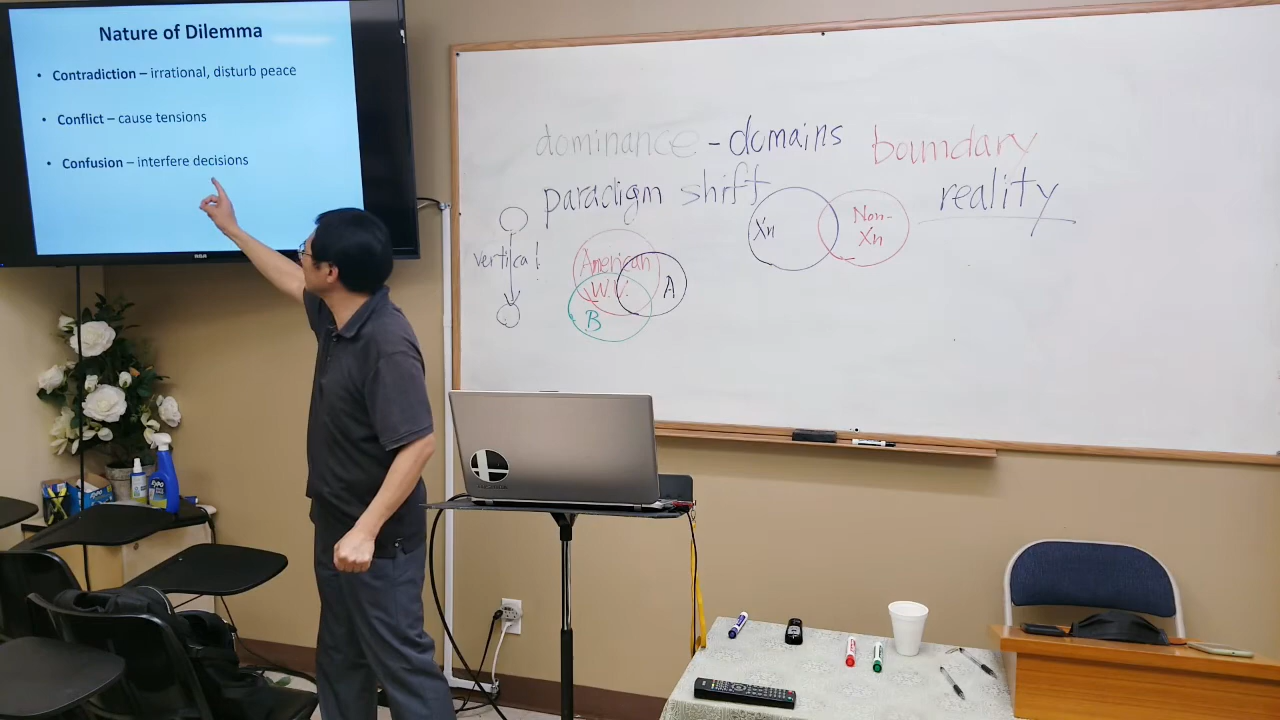 Nature of Dilemma
• Contradiction – irrational, disturb peace
• Conflict – cause tensions
• Confusion – interfere decisions
RCA
dominance - domains boundary
paradigm shift
reality
Xn
Non-
Xn
vertical
American
W.V.
A
B